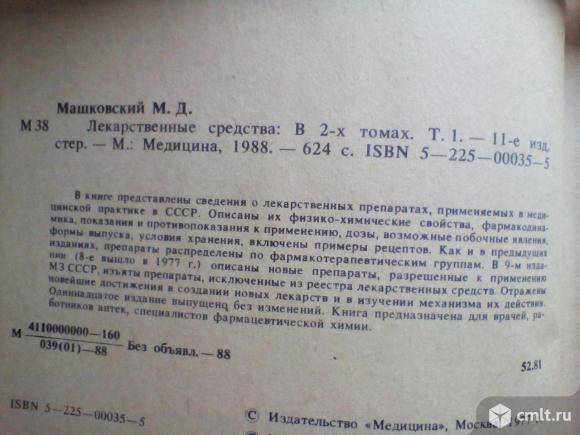 Машковский М. Д.
М 38 Лекарственные средства: В 2-х томах. Т. 1. — 11-е изд.
стер. — М.: Медицина, 1988. — 624 с. ISBN 5—225—00035—5
В книге представлены сведения о лекарственных препаратах, применяемых в меди-
цинской практике в СССР. Описаны их физико-химические свойства, фармакодина-
мика, показания и противопоказания к применению, дозы, возможные побочные явления,
формы выпуска, условия хранения, включены примеры рецептов. Как и в предыдущих
изданиях, препараты распределены по фармакотерапевтическим группам. В 9-м изда-
нии (8-е вышло в 1977 г.) описаны новые препараты, разрешенные к применению
МЗ СССР, изъяты препараты, исключенные из реестра лекарственных средств. Отражены
новейшие достижения в создании новых лекарств и в изучении механизма их действия.
Одиннадцатое издание выпущено без изменений. Книга предназначена для врачей, ра-
ботников аптек, специалистов фармацевтической химии.
М 4110000000—160
039(01)—88 Без объявл.—88
52.81
ISBN 5—225—00035—5
© Издательство «Медицина», Москва
©
cmlt.ru